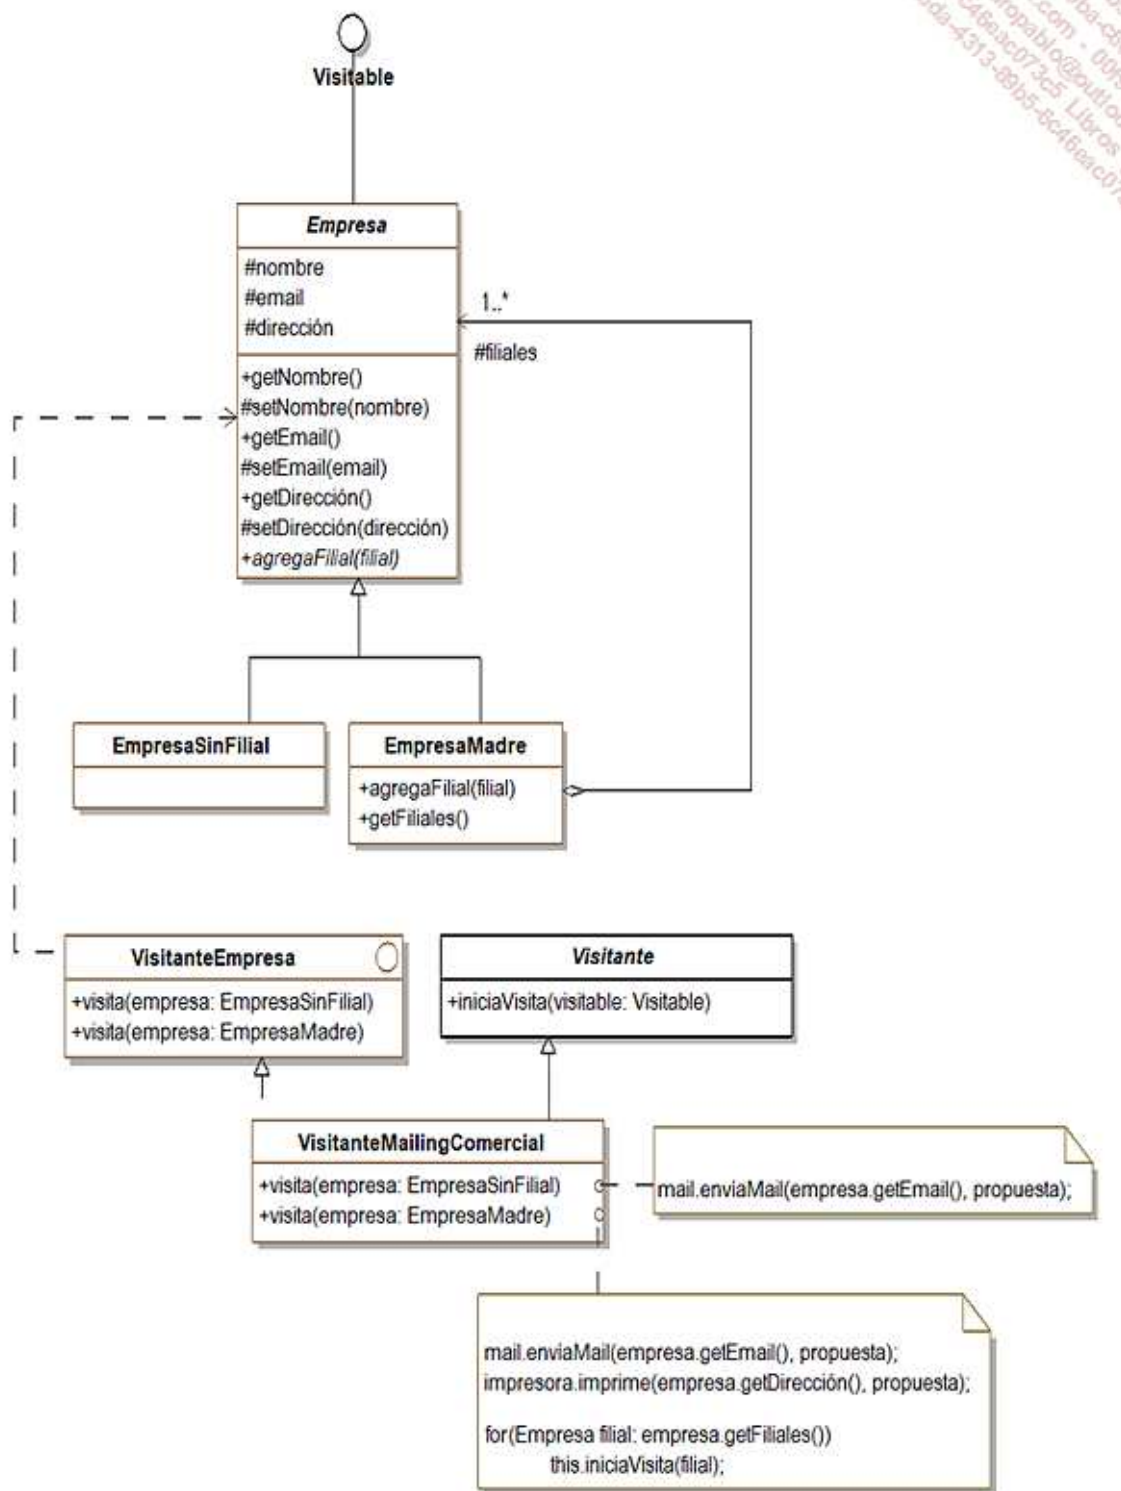 Visitable
Empresa
#nombre
#email
#dirección
1..*
#filiales
+getNombre()
#setNombre(nombre)
+getEmail()
#setEmail(email)
+getDirección()
#setDirección(dirección)
+agregaFilial(filial)
EmpresaSinFilial
EmpresaMadre
+agregaFilial(filial)
+getFiliales()
VisitanteEmpresa
+visita(empresa: EmpresaSinFilial)
+visita(empresa: EmpresaMadre)
Visitante
+iniciaVisita(visitable: Visitable)
VisitanteMailingComercial
+visita(empresa: EmpresaSinFilial)
+visita(empresa: EmpresaMadre)
mail.enviaMail(empresa.getEmail(), propuesta);
mail.enviaMail(empresa.getEmail(), propuesta);
impresora.imprime(empresa.getDirección(), propuesta);
for(Empresa filial: empresa.getFiliales())
this.iniciaVisita(filial);